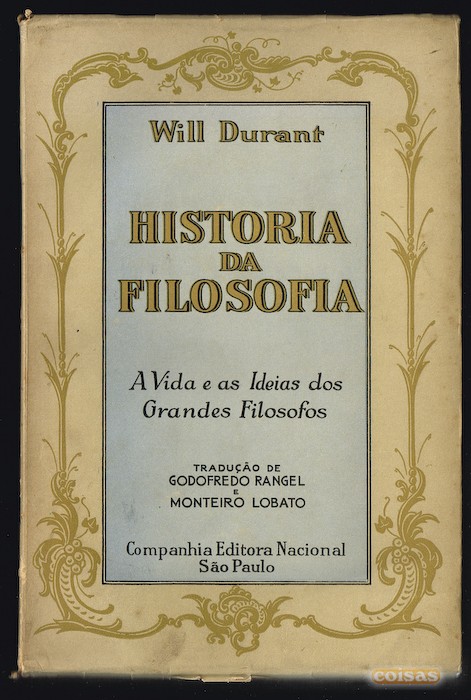 Will Durant
HISTORIA
DA
FILOSOFIA
A Vida e as Ideias dos
Grandes Filosofos
TRADUÇÃO DE
GODOFREDO RANGEL
E
MONTEIRO LOBATO
Companhia Editora Nacional
São Paulo
coisas